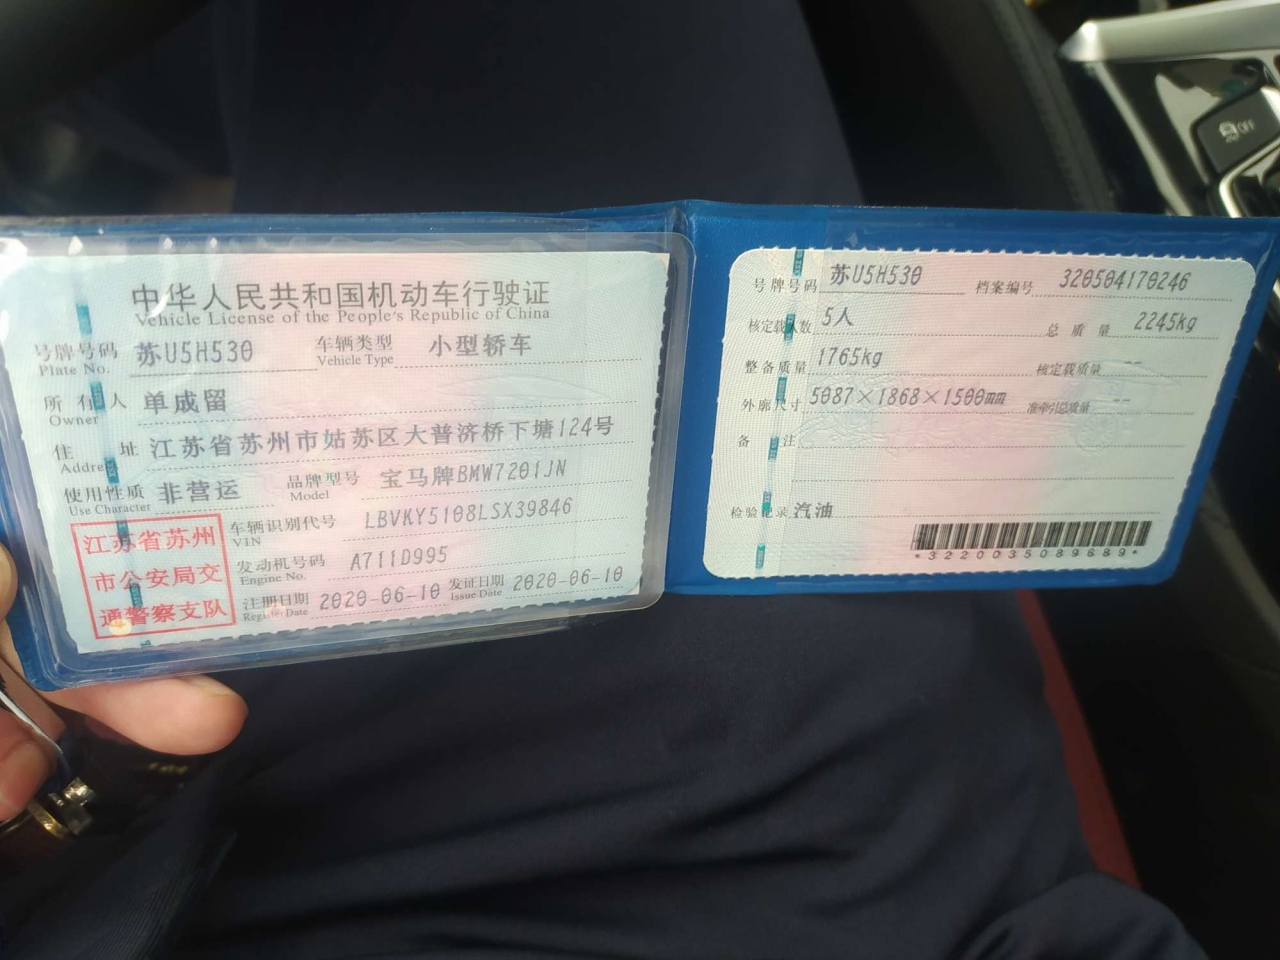 中华人民共和国机动车行驶证
Vehicle License of the People's Republic of China
号牌号码 苏U5H530 车辆类型 小型轿车
Plate No. Vehicle Type
所有人 单成留
Owner
住址 江苏省苏州市姑苏区大普济桥下塘124号
Address
使用性质 非营运 品牌型号 宝马牌BMW7201JN
Use Character Model
江苏省苏州
市公安局交
通警察支队
车辆识别代号 LBVKY5108LSX39846
VIN
发动机号码 A711D995
Engine No.
注册日期 2020-06-10 发证日期 2020-06-10
Register Date Issue Date
号牌号码 苏U5H530 档案编号 320504170246
核定载人数 5人 总质量 2245kg
整备质量 1765kg 核定载质量 --
外廓尺寸 5087×1868×1500mm 准牵引总质量 --
备注
检验记录 汽油
*3220035089689*
OFF